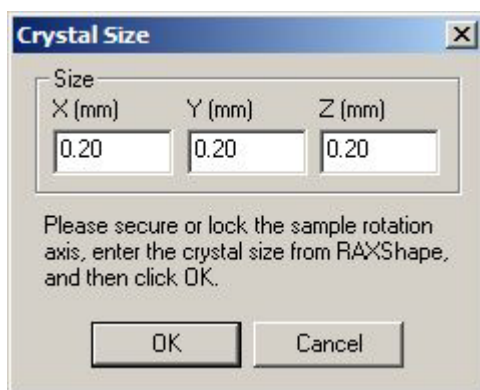 Crystal Size
Size
X (mm) Y (mm) Z (mm)
0.20 0.20 0.20
Please secure or lock the sample rotation
axis, enter the crystal size from RAXShape,
and then click OK.
OK Cancel